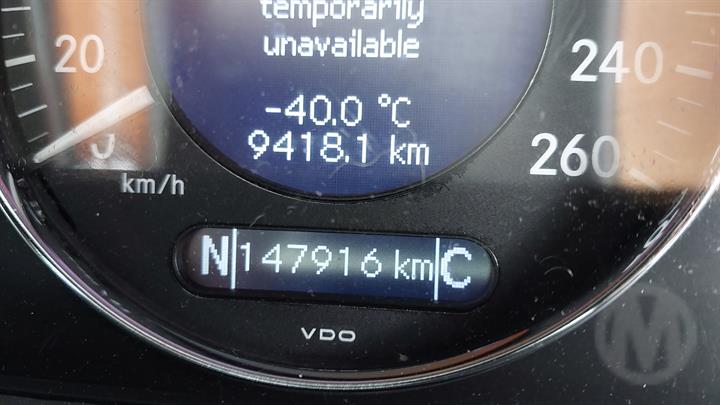 temporarily
unavailable
20
240
-40.0 °C
9418.1 km
260
km/h
N 147916 km C
VDO
M